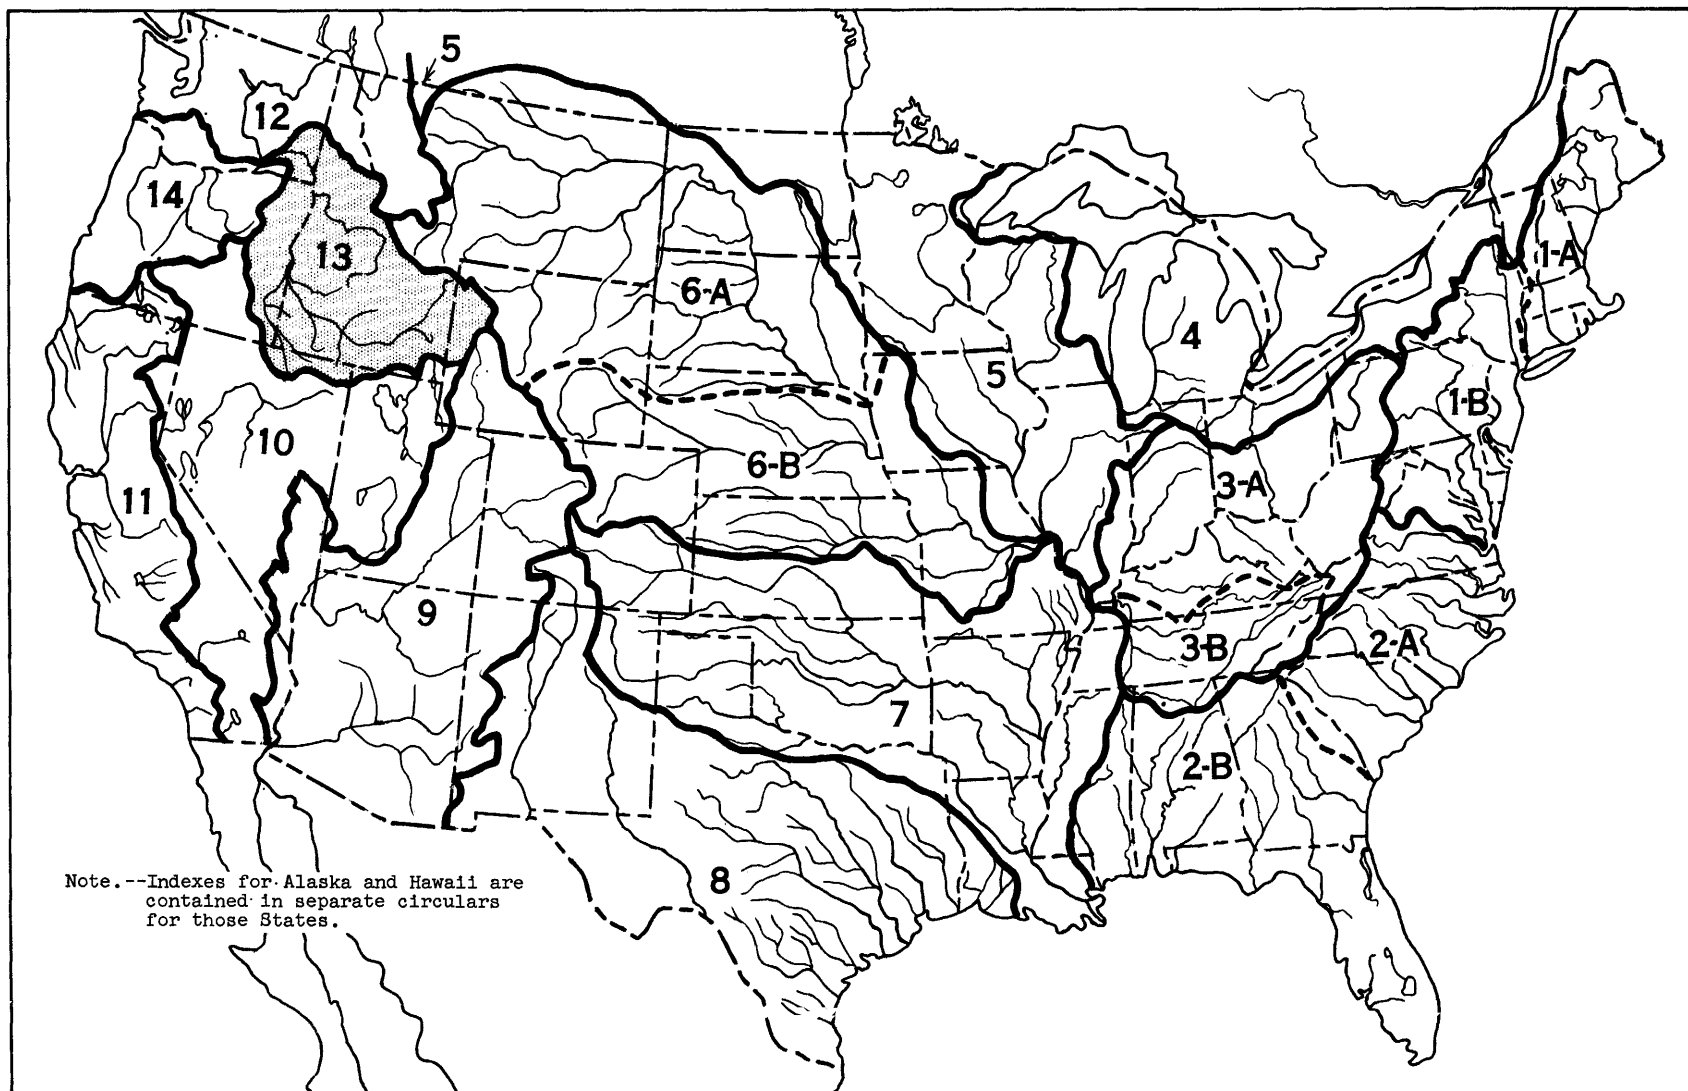 5
12
14
13
1-A
6-A
4
5
1-B
10
6-B
3-A
11
9
3-B
2-A
7
2-B
8
Note.--Indexes for Alaska and Hawaii are
contained in separate circulars
for those States.